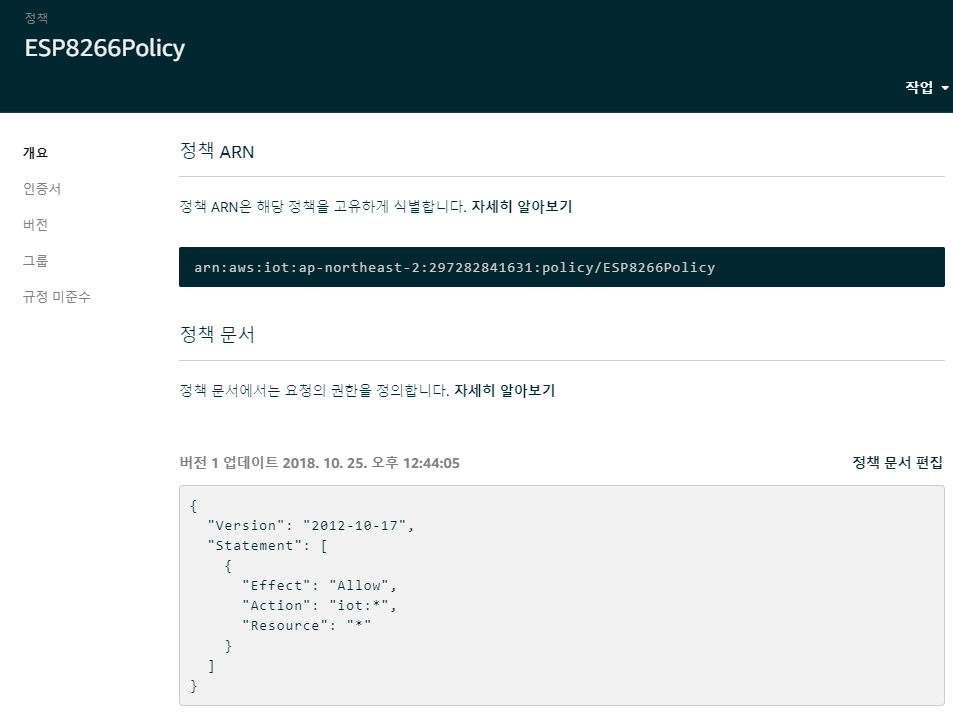 정책
ESP8266Policy
작업
개요
인증서
버전
그룹
규정 미준수
정책 ARN
정책 ARN은 해당 정책을 고유하게 식별합니다. 자세히 알아보기
arn:aws:iot:ap-northeast-2:297282841631:policy/ESP8266Policy
정책 문서
정책 문서에서는 요청의 권한을 정의합니다. 자세히 알아보기
버전 1 업데이트 2018. 10. 25. 오후 12:44:05
정책 문서 편집
{
  "Version": "2012-10-17",
  "Statement": [
    {
      "Effect": "Allow",
      "Action": "iot:*",
      "Resource": "*"
    }
  ]
}